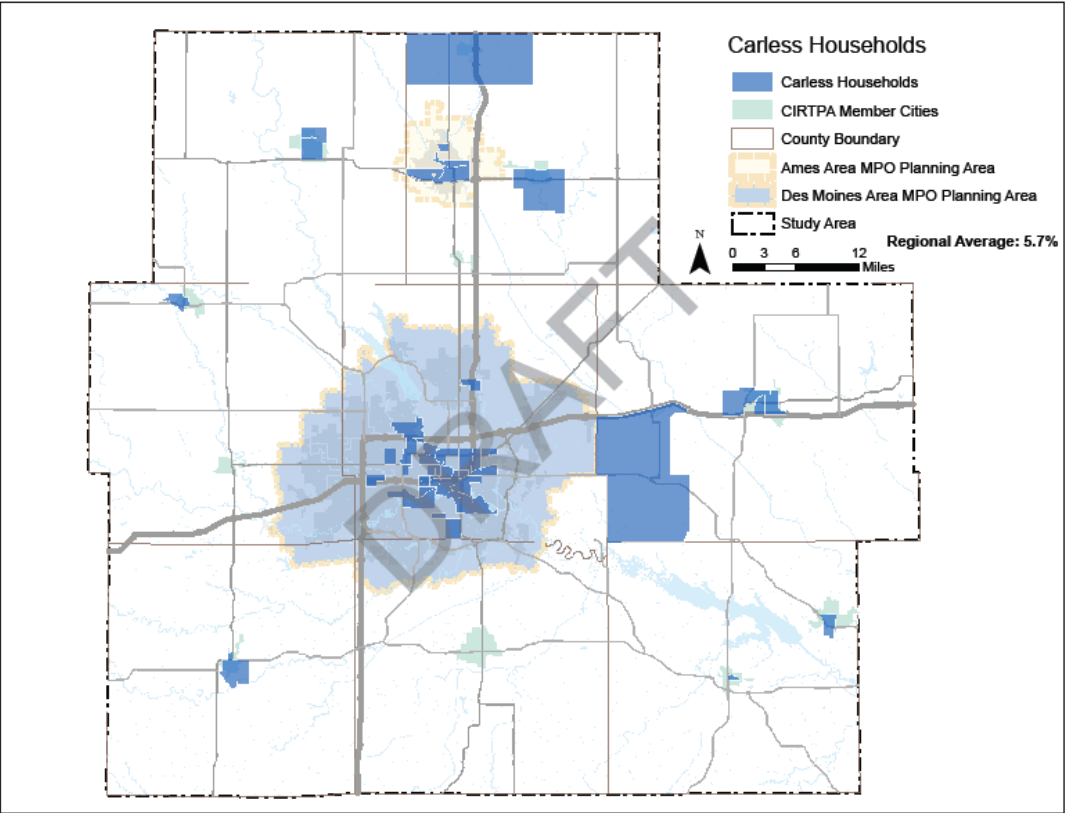 Carless Households
Carless Households
CIRTPA Member Cities
County Boundary
Ames Area MPO Planning Area
Des Moines Area MPO Planning Area
Study Area
Regional Average: 5.7%
N
0 3 6 12
Miles
DRAFT